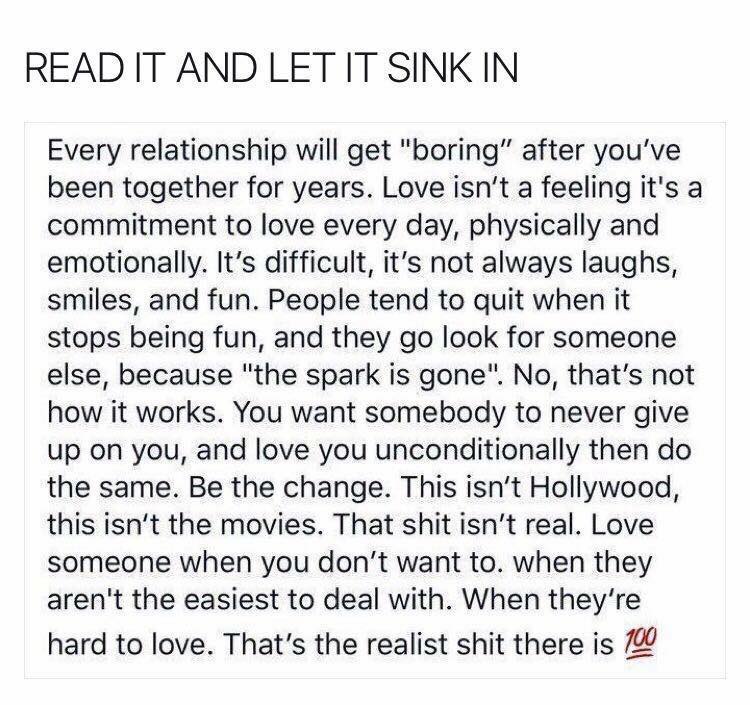 READ IT AND LET IT SINK IN
Every relationship will get "boring” after you’ve
been together for years. Love isn’t a feeling it's a
commitment to love every day, physically and
emotionally. It’s difficult, it’s not always laughs,
smiles, and fun. People tend to quit when it
stops being fun, and they go look for someone
else, because "the spark is gone". No, that’s not
how it works. You want somebody to never give
up on you, and love you unconditionally then do
the same. Be the change. This isn’t Hollywood,
this isn’t the movies. That shit isn’t real. Love
someone when you don’t want to. when they
aren't the easiest to deal with. When they’re
hard to love. That’s the realist shit there is 💯